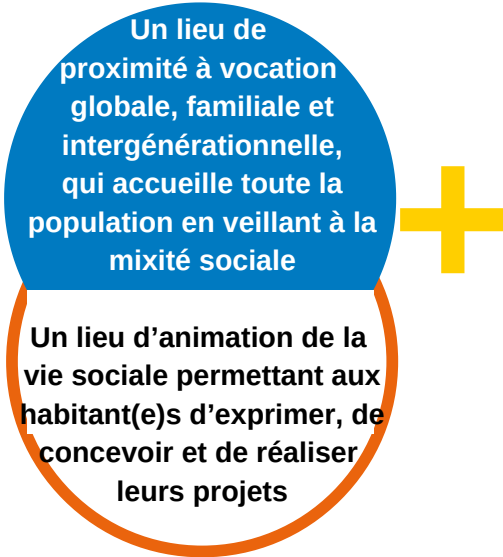 Un lieu de
proximité à vocation
globale, familiale et
intergénérationnelle,
qui accueille toute la
population en veillant à la
mixité sociale
Un lieu d’animation de la
vie sociale permettant aux
habitant(e)s d’exprimer, de
concevoir et de réaliser
leurs projets